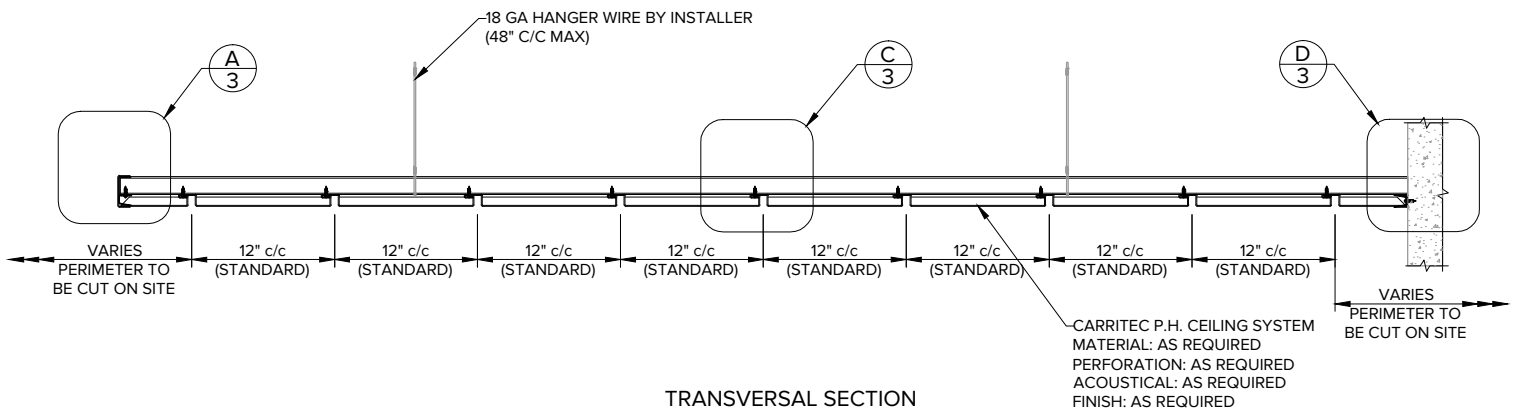 18 GA HANGER WIRE BY INSTALLER
(48" C/C MAX)
A
3
C
3
D
3
VARIES
PERIMETER TO
BE CUT ON SITE
12" c/c
(STANDARD)
12" c/c
(STANDARD)
12" c/c
(STANDARD)
12" c/c
(STANDARD)
12" c/c
(STANDARD)
12" c/c
(STANDARD)
12" c/c
(STANDARD)
12" c/c
(STANDARD)
VARIES
PERIMETER TO
BE CUT ON SITE
CARRITEC P.H. CEILING SYSTEM
MATERIAL: AS REQUIRED
PERFORATION: AS REQUIRED
ACOUSTICAL: AS REQUIRED
FINISH: AS REQUIRED
TRANSVERSAL SECTION